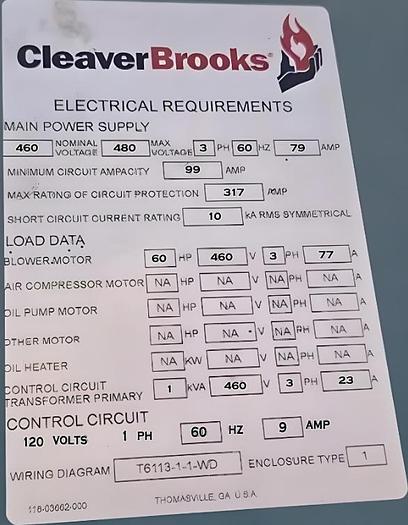 CleaverBrooks®
ELECTRICAL REQUIREMENTS
MAIN POWER SUPPLY
460 NOMINAL VOLTAGE 480 MAX VOLTAGE 3 PH 60 HZ 79 AMP
MINIMUM CIRCUIT AMPACITY 99 AMP
MAX RATING OF CIRCUIT PROTECTION 317 AMP
SHORT CIRCUIT CURRENT RATING 10 kA RMS SYMMETRICAL
LOAD DATA
BLOWER MOTOR 60 HP 460 V 3 PH 77 A
AIR COMPRESSOR MOTOR NA HP NA V NA PH NA A
OIL PUMP MOTOR NA HP NA V NA PH NA A
OTHER MOTOR NA HP NA V NA PH NA A
OIL HEATER NA KW NA V NA PH NA A
CONTROL CIRCUIT TRANSFORMER PRIMARY 1 KVA 460 V 3 PH 23 A
CONTROL CIRCUIT
120 VOLTS 1 PH 60 HZ 9 AMP
WIRING DIAGRAM T6113-1-1-WD ENCLOSURE TYPE 1
116-03662-000 THOMASVILLE, GA. U.S.A.